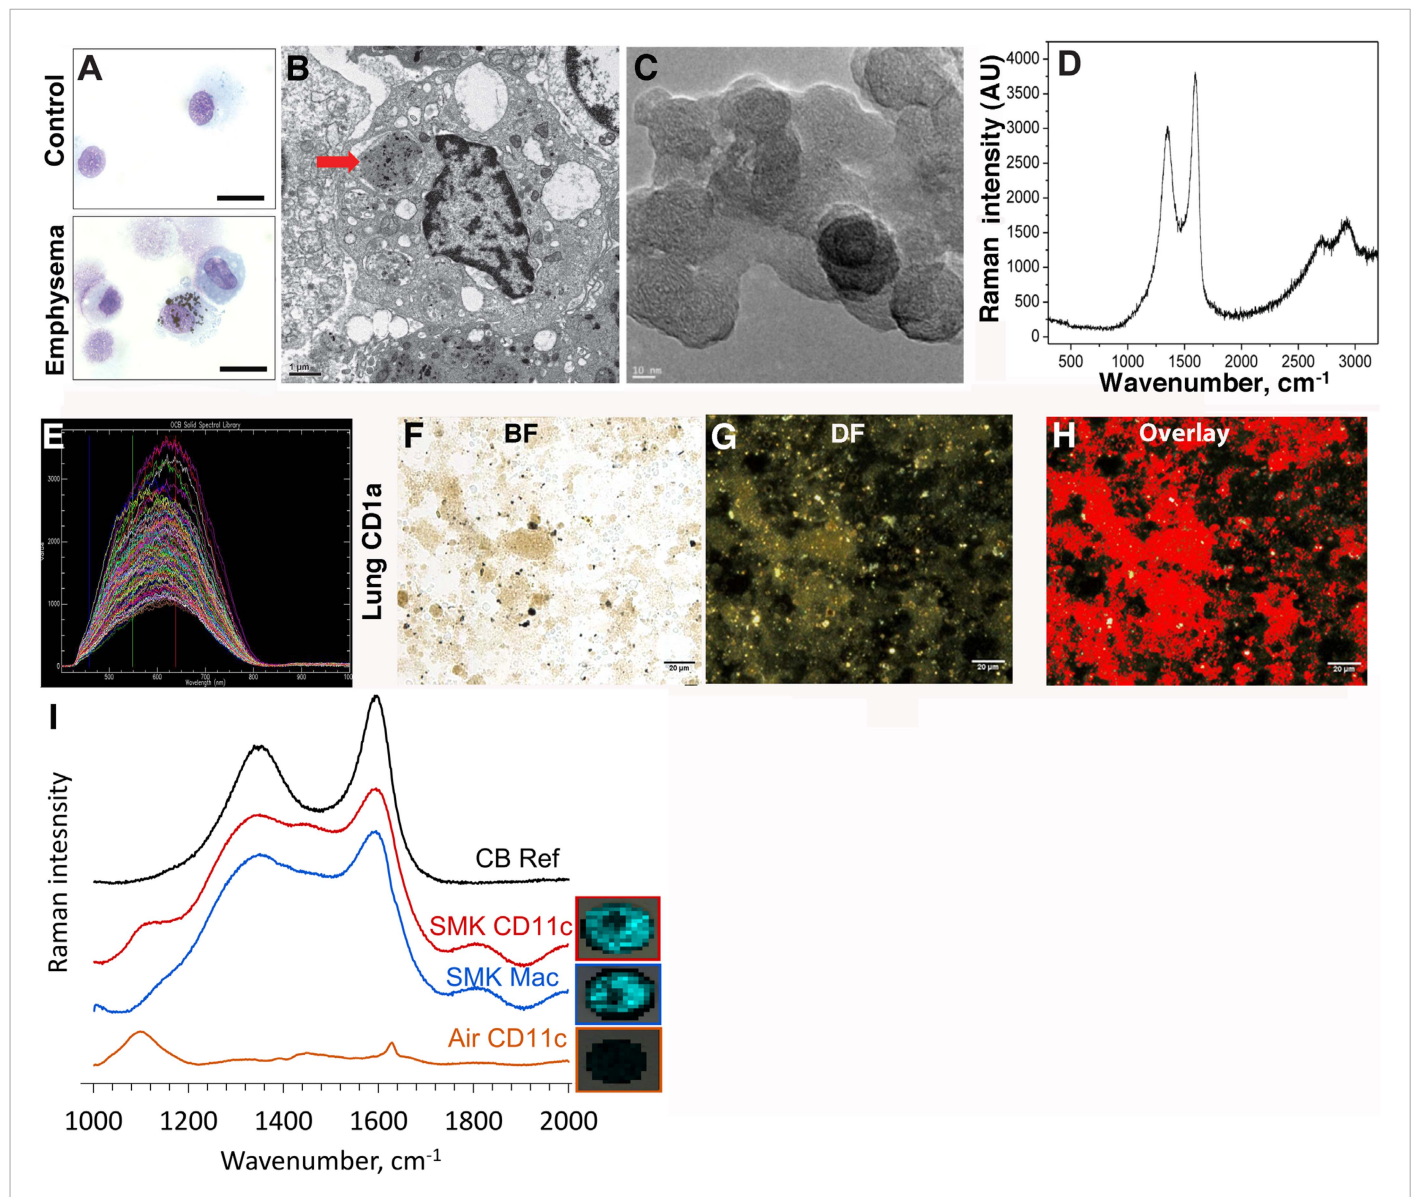 A
Control
Emphysema
B
1 μm
C
10 nm
D
Raman intensity (AU)
4000
3500
3000
2500
2000
1500
1000
500
0
500 1000 1500 2000 2500 3000
Wavenumber, cm-1
E
OCB Solid Spectral Library
Value
3000
2000
1000
0
500 600 700 800 900 100
Wavelength (nm)
Lung CD1a
F
BF
20 μm
G
DF
20 μm
H
Overlay
20 μm
I
Raman intesnsity
CB Ref
SMK CD11c
SMK Mac
Air CD11c
1000 1200 1400 1600 1800 2000
Wavenumber, cm-1